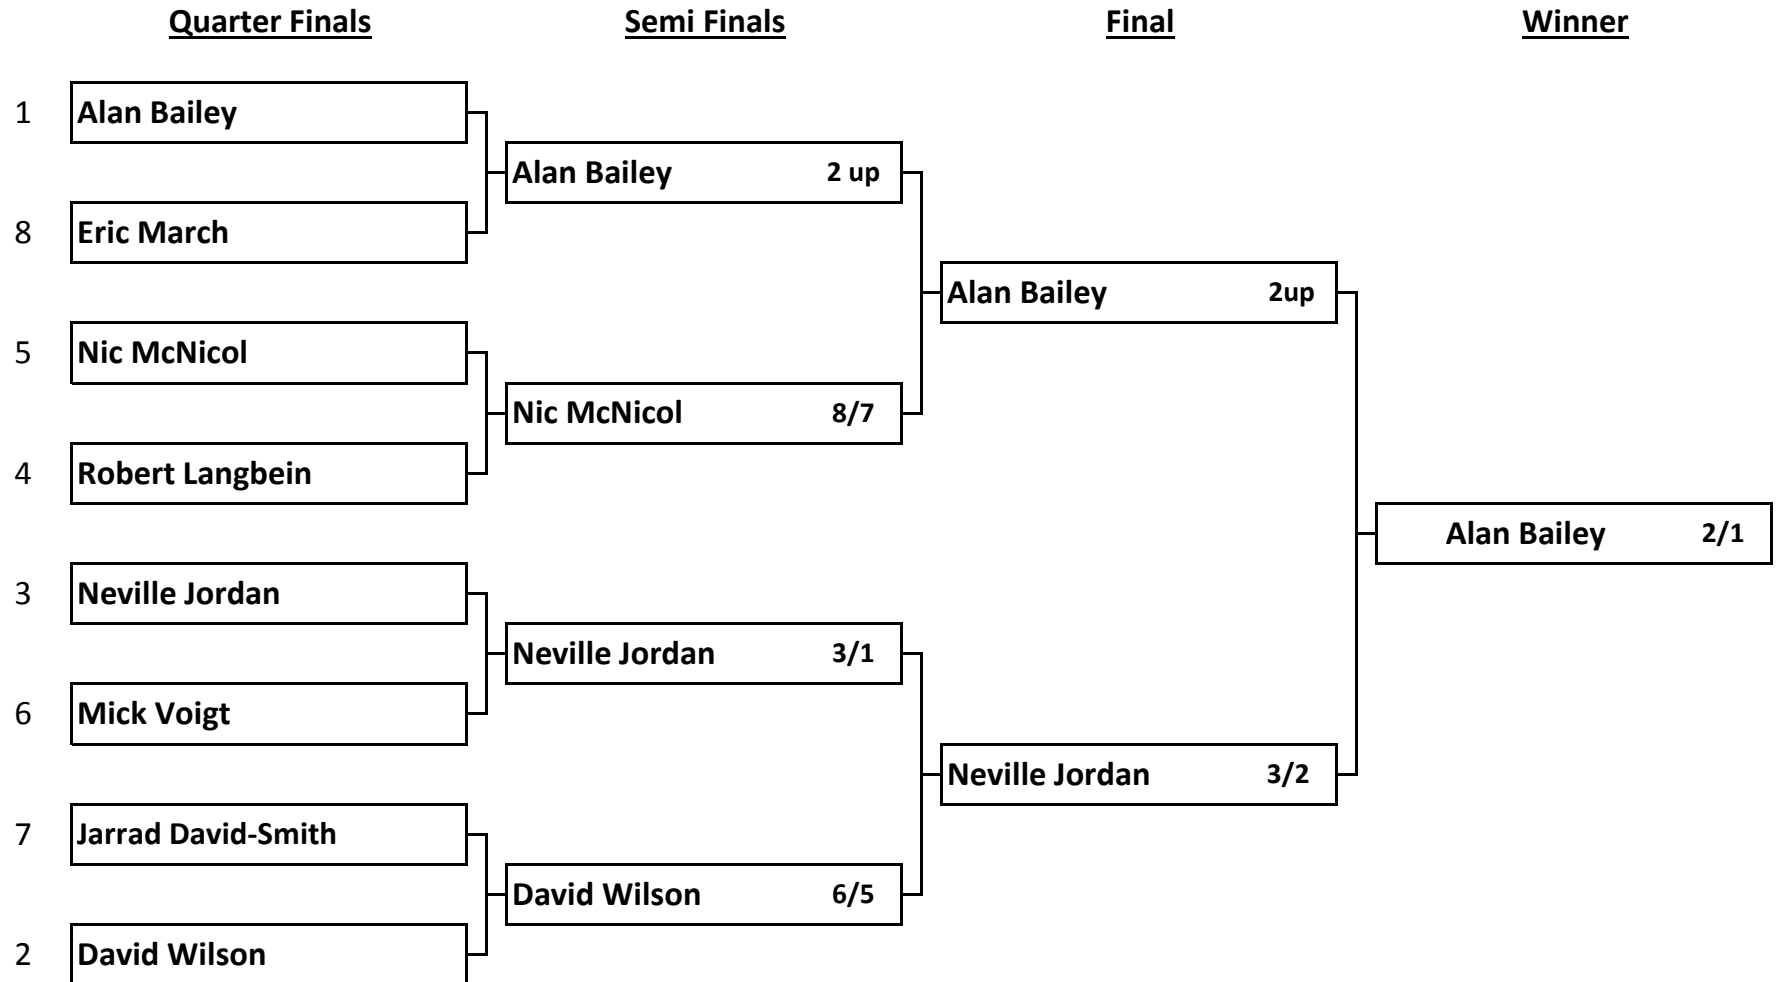 Quarter Finals Semi Finals Final Winner
1 Alan Bailey
Alan Bailey 2 up
8 Eric March
Alan Bailey 2up
5 Nic McNicol
Nic McNicol 8/7
4 Robert Langbein
Alan Bailey 2/1
3 Neville Jordan
Neville Jordan 3/1
6 Mick Voigt
Neville Jordan 3/2
7 Jarrad David-Smith
David Wilson 6/5
2 David Wilson